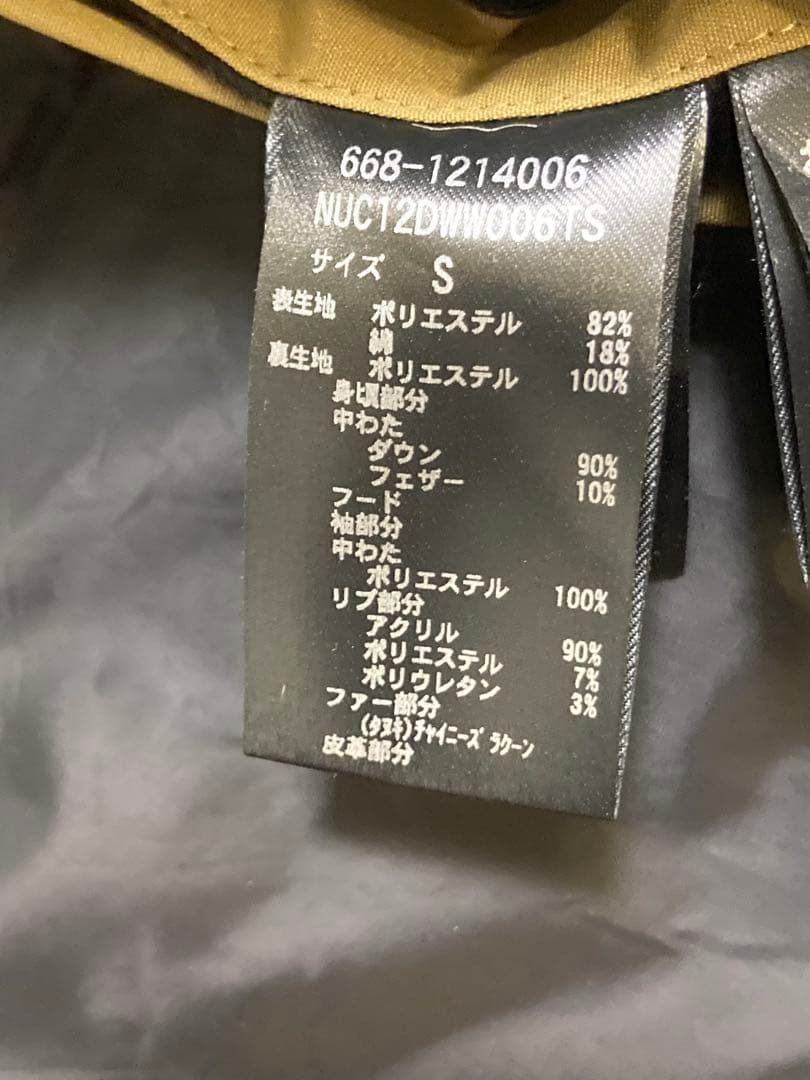 668-1214006
NUC12DWW006TS
サイズ S
表生地 ポリエステル 82%
綿 18%
裏生地 ポリエステル 100%
身頃部分
中わた
ダウン 90%
フェザー 10%
フード
袖部分
中わた
ポリエステル 100%
リブ部分
アクリル 90%
ポリエステル 7%
ポリウレタン 3%
ファー部分
(タヌキ)チャイニーズ ラクーン
皮革部分